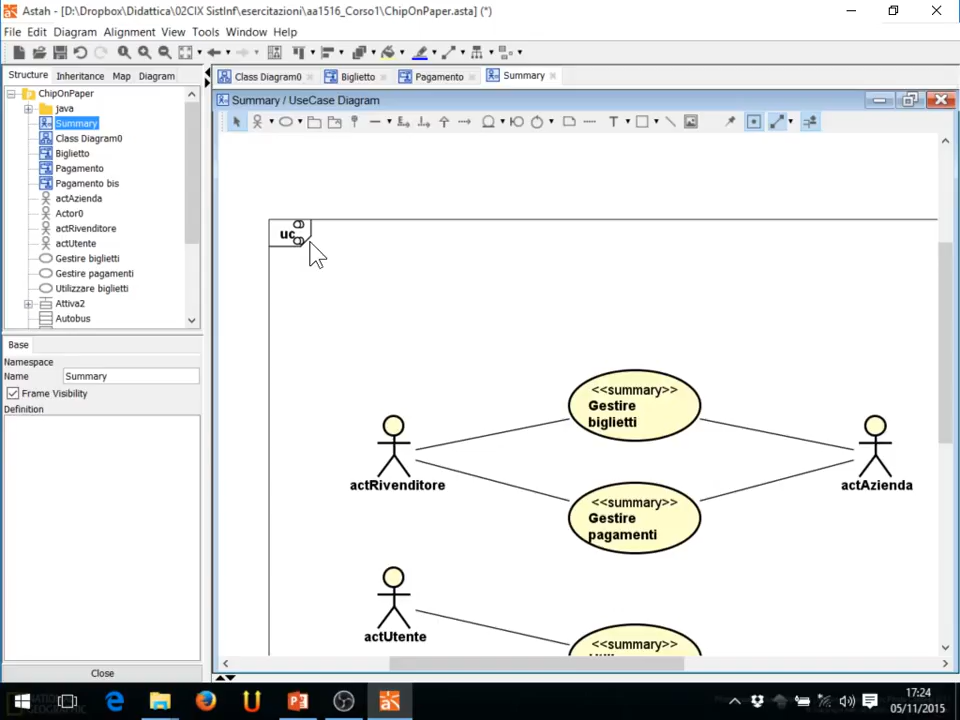 Astah - [D:\Dropbox\Didattica\02CIX SistInf\esercitazioni\aa1516_Corso1\ChipOnPaper.asta] (*)
File Edit Diagram Alignment View Tools Window Help
Structure Inheritance Map Diagram
Class Diagram0 Biglietto Pagamento Summary
ChipOnPaper
java
Summary
Class Diagram0
Biglietto
Pagamento
Pagamento bis
actAzienda
Actor0
actRivenditore
actUtente
Gestire biglietti
Gestire pagamenti
Utilizzare biglietti
Attiva2
Autobus
Base
Namespace
Name Summary
Frame Visibility
Definition
Close
Summary / UseCase Diagram
T
uc
<<summary>>
Gestire
biglietti
actRivenditore
actAzienda
<<summary>>
Gestire
pagamenti
actUtente
<<summary>>
17:24
05/11/2015